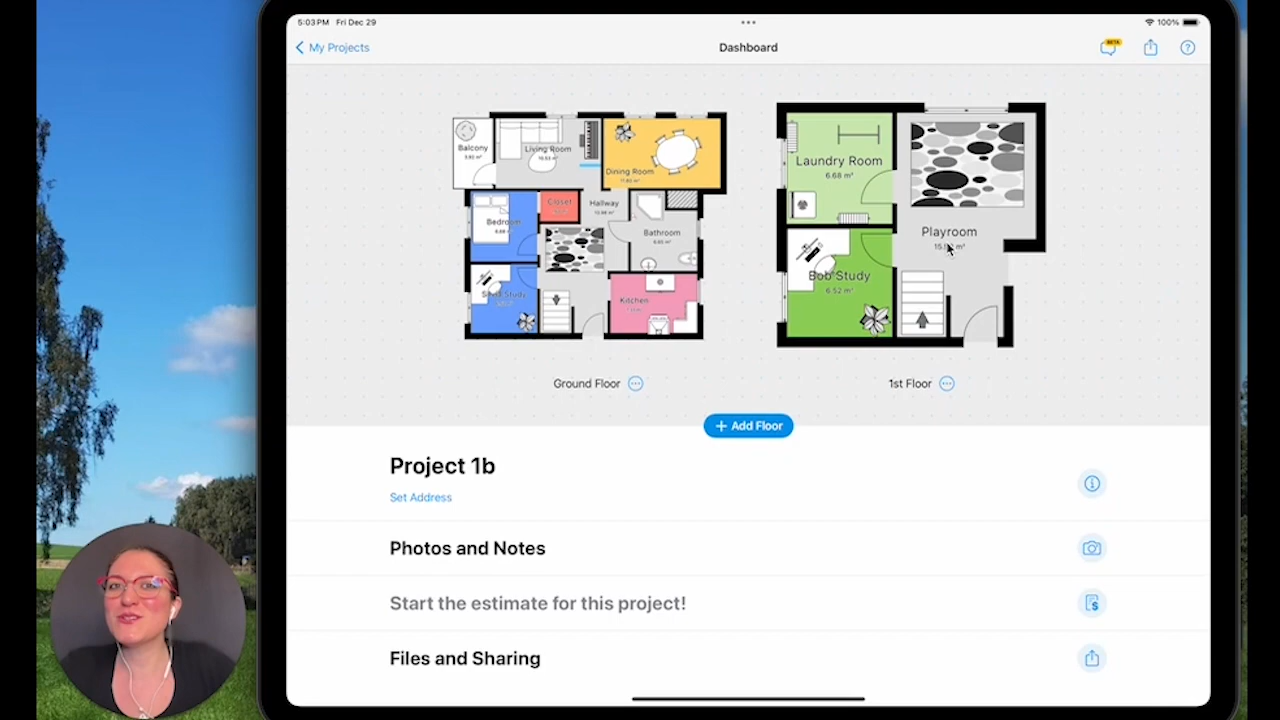 5:03 PM Fri Dec 29
100%
My Projects
Dashboard
BETA
Balcony
Living Room
Dining Room
Closet
Hallway
Bedroom
Bathroom
Study
Kitchen
Laundry Room
6.68 m²
Playroom
Bob Study
6.52 m²
Ground Floor
1st Floor
+ Add Floor
Project 1b
Set Address
Photos and Notes
Start the estimate for this project!
Files and Sharing